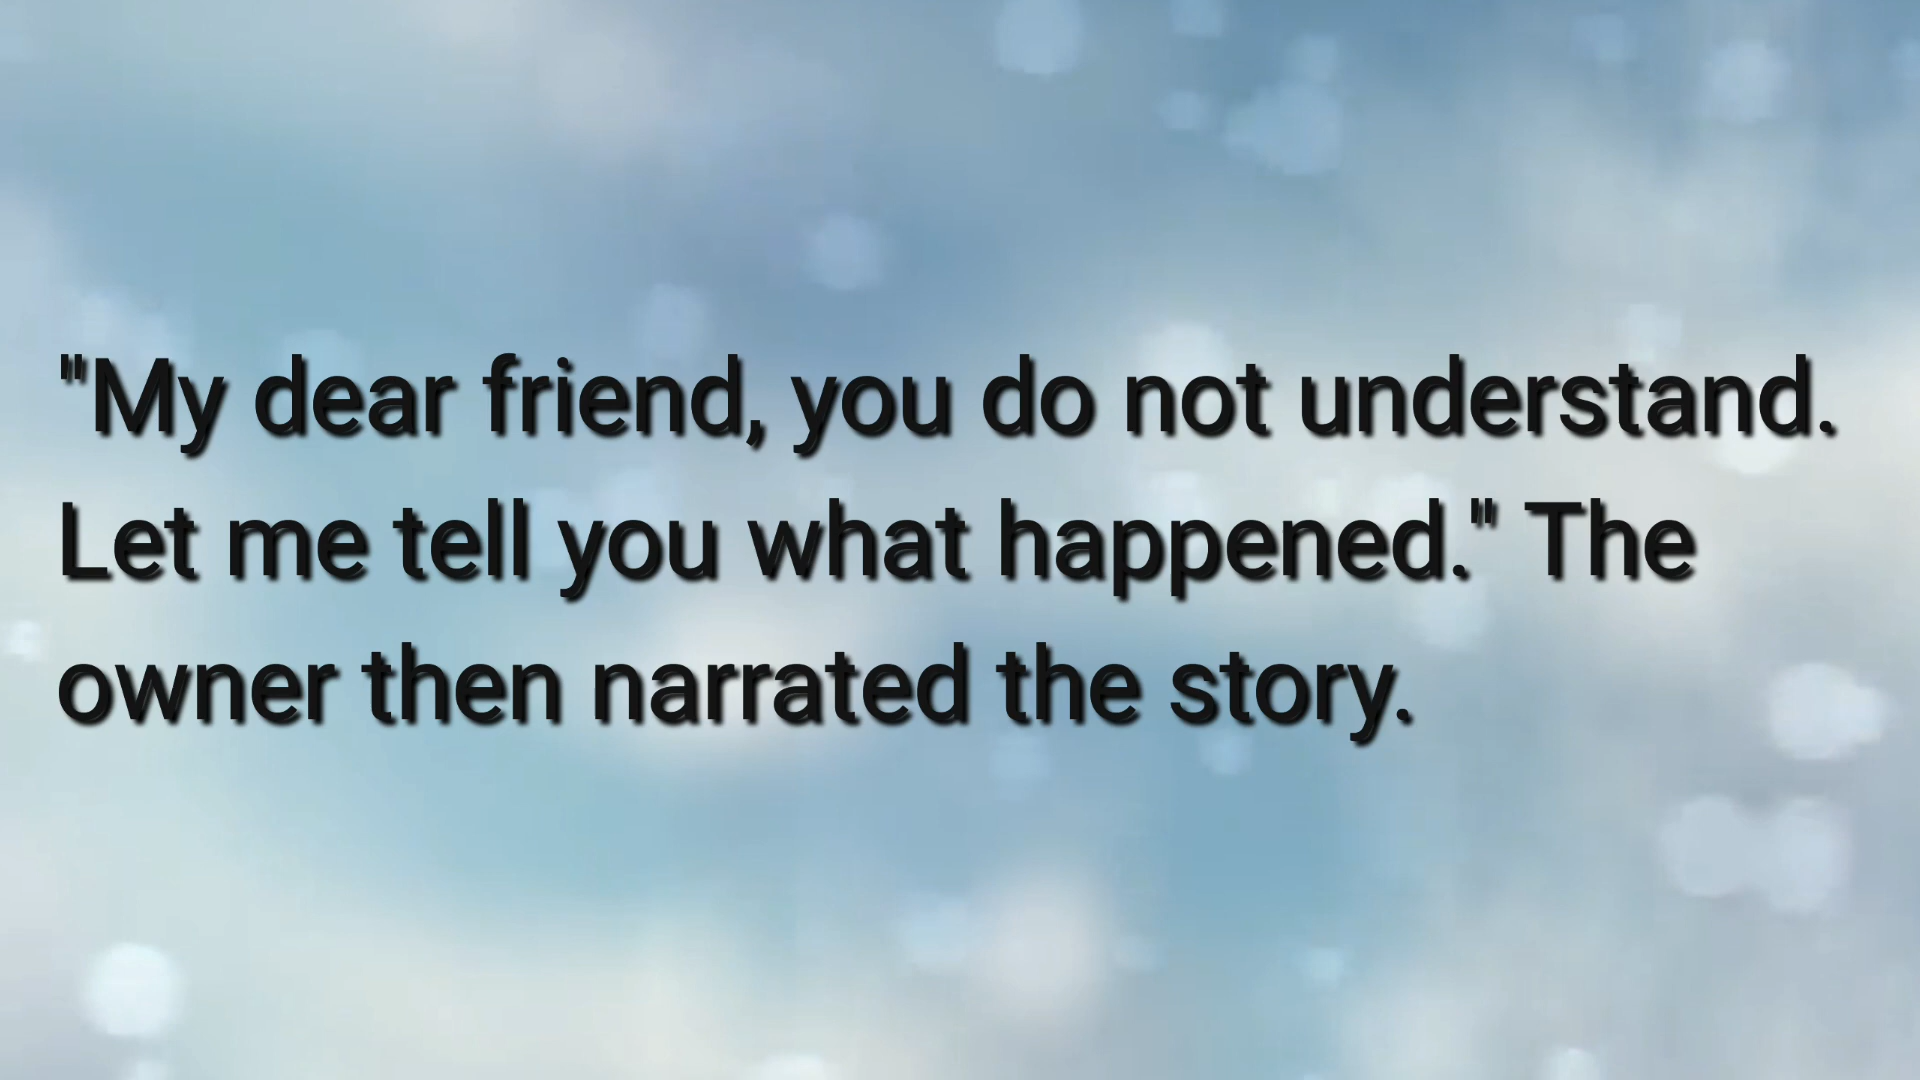 "My dear friend, you do not understand.
Let me tell you what happened." The
owner then narrated the story.